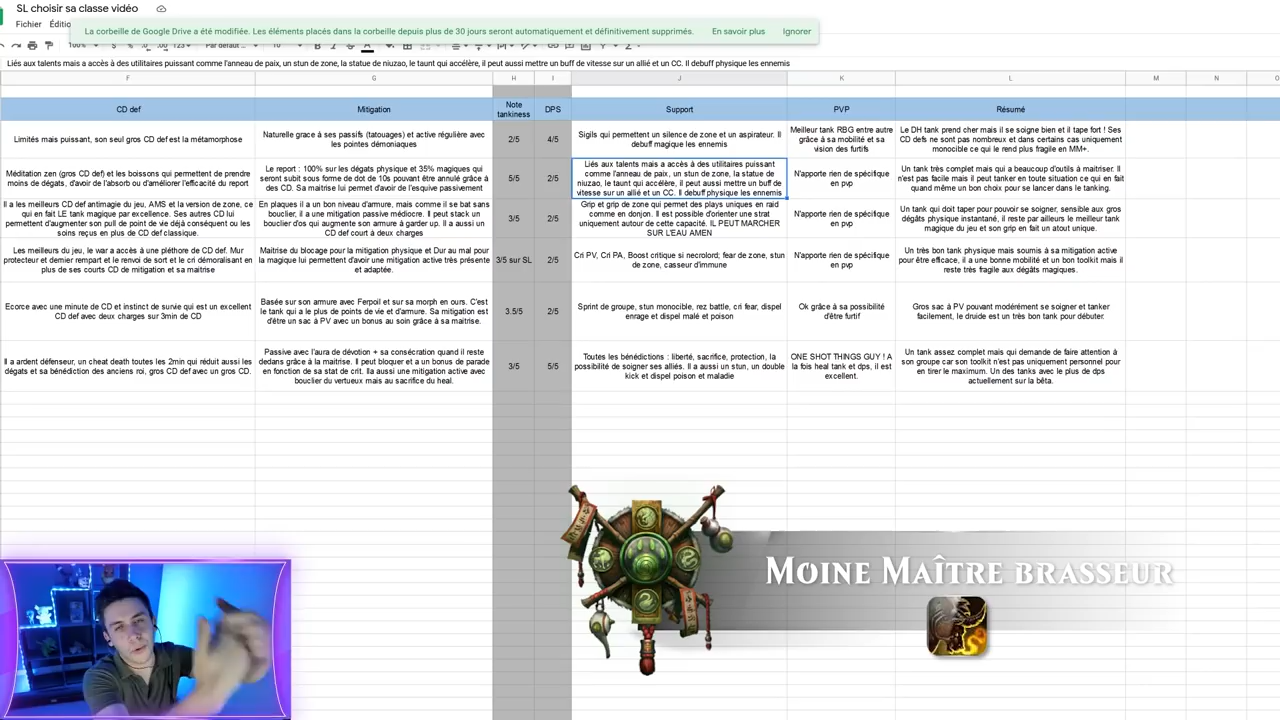 SL choisir sa classe vidéo
Fichier
Éditio
La corbeille de Google Drive a été modifiée. Les éléments placés dans la corbeille depuis plus de 30 jours seront automatiquement et définitivement supprimés.
En savoir plus
Ignorer
Liés aux talents mais a accès à des utilitaires puissant comme l'anneau de paix, un stun de zone, la statue de niuzao, le taunt qui accélère, il peut aussi mettre un buff de vitesse sur un allié et un CC. Il debuff physique les ennemis
F G H I J K L M N O
CD def
Mitigation
Note
tankiness
DPS
Support
PVP
Résumé
Limités mais puissant, son seul gros CD def est la métamorphose
Naturelle grace à ses passifs (tatouages) et active régulière avec
les pointes démoniaques
2/5
4/5
Sigils qui permettent un silence de zone et un aspirateur. Il
debuff magique les ennemis
Meilleur tank RBG entre autre
grâce à sa mobilité et sa
vision des furtifs
Le DH tank prend cher mais il se soigne bien et il tape fort ! Ses
CD defs ne sont pas nombreux et dans certains cas uniquement
monocible ce qui le rend plus fragile en MM+.
Méditation zen (gros CD def) et les boissons qui permettent de prendre
moins de dégats, d'avoir de l'absorb ou d'améliorer l'efficacité du report
Le report : 100% sur les dégats physique et 35% magiques qui
seront subit sous forme de dot de 10s pouvant être annulé grâce à
des CD. Sa maitrise lui permet d'avoir de l'esquive passivement
5/5
2/5
Liés aux talents mais a accès à des utilitaires puissant
comme l'anneau de paix, un stun de zone, la statue de
niuzao, le taunt qui accélère, il peut aussi mettre un buff de
vitesse sur un allié et un CC. Il debuff physique les ennemis
N'apporte rien de spécifique
en pvp
Un tank très complet mais qui a beaucoup d'outils à maitriser. Il
n'est pas facile mais il peut tanker en toute situation ce qui en fait
quand même un bon choix pour se lancer dans le tanking.
Il a les meilleurs CD def antimagie du jeu, AMS et la version de zone, ce
qui en fait LE tank magique par excellence. Ses autres CD lui
permettent d'augmenter son pull de point de vie déjà conséquent ou les
soins reçus en plus de CD def classique.
En plaques il a un bon niveau d'amure, mais comme il se bat sans
bouclier, il a une mitigation passive médiocre. Il peut stack un
bouclier d'os qui augmente son armure à garder up. Il a aussi un
CD def court à deux charges
3/5
2/5
Grip et grip de zone qui permet des plays uniques en raid
comme en donjon. Il est possible d'orienter une strat
uniquement autour de cette capacité. IL PEUT MARCHER
SUR L'EAU AMEN
N'apporte rien de spécifique
en pvp
Un tank qui doit taper pour pouvoir se soigner, sensible aux gros
dégâts physique instantané, il reste par ailleurs le meilleur tank
magique du jeu et son grip en fait un atout unique.
Les meilleurs du jeu, le war a accès à une pléthore de CD def. Mur
protecteur et dernier rempart et le renvoi de sort et le cri démoralisant en
plus de ses courts CD de mitigation et sa maitrise
Maitrise du blocage pour la mitigation physique et Dur au mal pour
la magique lui permettent d'avoir une mitigation active très présente
et adaptée.
3/5 sur SL
2/5
Cri PV, Cri PA, Boost critique si necrolord; fear de zone, stun
de zone, casseur d'immune
N'apporte rien de spécifique
en pvp
Un très bon tank physique mais soumis à sa mitigation active
pour être efficace, il a une bonne mobilité et un bon toolkit mais il
reste très fragile aux dégâts magiques.
Ecorce avec une minute de CD et instinct de survie qui est un excellent
CD def avec deux charges sur 3min de CD
Basée sur son armure avec Ferpoil et sur sa morph en ours. C'est
le tank qui a le plus de points de vie et d'armure. Sa mitigation est
d'être un sac à PV avec un bonus au soin grâce à sa maitrise.
3.5/5
2/5
Sprint de groupe, stun monocible, rez battle, cri fear, dispel
enrage et dispel malé et poison
Ok grâce à sa possibilité
d'être furtif
Gros sac à PV pouvant modérément se soigner et tanker
facilement, le druide est un très bon tank pour débuter.
Il a ardent défenseur, un cheat death toutes les 2min qui réduit aussi les
dégats et sa bénédiction des anciens roi, gros CD def avec un gros CD.
Passive avec l'aura de dévotion + sa consécration quand il reste
dedans grâce à la maitrise. Il peut bloquer et a un bonus de parade
en fonction de sa stat de crit. Illa aussi une mitigation active avec
bouclier du vertueux mais au sacrifice du heal.
3/5
5/5
Toutes les bénédictions : liberté, sacrifice, protection, la
possibilité de soigner ses alliés. Il a aussi un stun, un double
kick et dispel poison et maladie
ONE SHOT THINGS GUY ! A
la fois heal tank et dps, il est
excellent.
Un tank assez complet mais qui demande de faire attention à
son groupe car son toolkit n'est pas uniquement personnel pour
en tirer le maximum. Un des tanks avec le plus de dps
actuellement sur la bêta.
Moine Maître brasseur